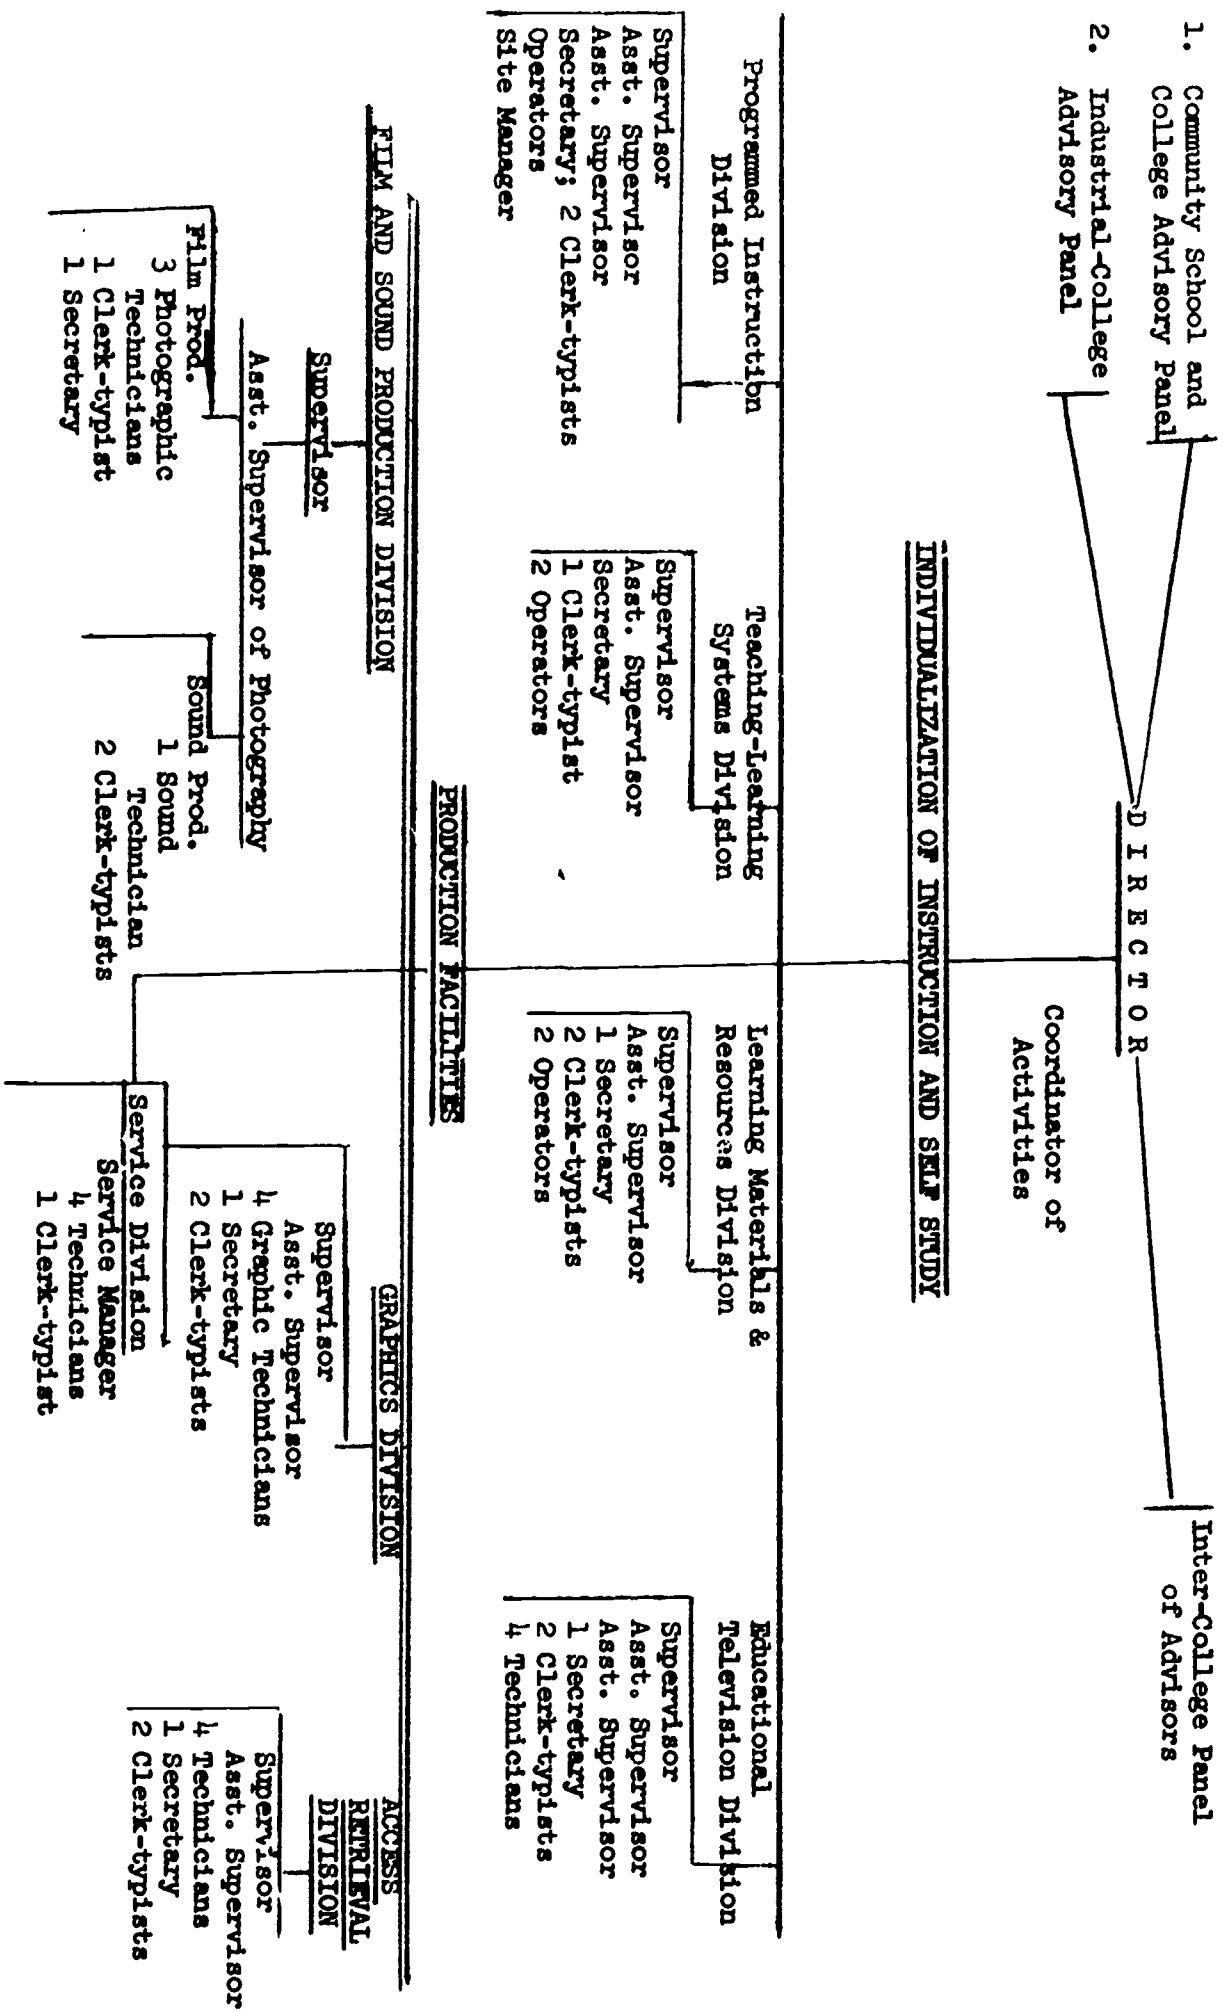 1. Community School and
College Advisory Panel
2. Industrial-College
Advisory Panel
DIRECTOR
Coordinator of
Activities
Inter-College Panel
of Advisors
INDIVIDUALIZATION OF INSTRUCTION AND SELF STUDY
Programmed Instruction
Division
Supervisor
Asst. Supervisor
Asst. Supervisor
Secretary; 2 Clerk-typists
Operators
Site Manager
Teaching-Learning
Systems Division
Supervisor
Asst. Supervisor
Secretary
1 Clerk-typist
2 Operators
Learning Materials &
Resources Division
Supervisor
Asst. Supervisor
1 Secretary
2 Clerk-typists
2 Operators
Educational
Television Division
Supervisor
Asst. Supervisor
Asst. Supervisor
1 Secretary
2 Clerk-typists
4 Technicians
PRODUCTION FACILITIES
FILM AND SOUND PRODUCTION DIVISION
Supervisor
Asst. Supervisor of Photography
Film Prod.
3 Photographic
Technicians
1 Clerk-typist
1 Secretary
Sound Prod.
1 Sound
Technician
2 Clerk-typists
GRAPHICS DIVISION
Supervisor
Asst. Supervisor
4 Graphic Technicians
1 Secretary
2 Clerk-typists
Service Division
Service Manager
4 Technicians
1 Clerk-typist
ACCESS
RETRIEVAL
DIVISION
Supervisor
Asst. Supervisor
4 Technicians
1 Secretary
2 Clerk-typists